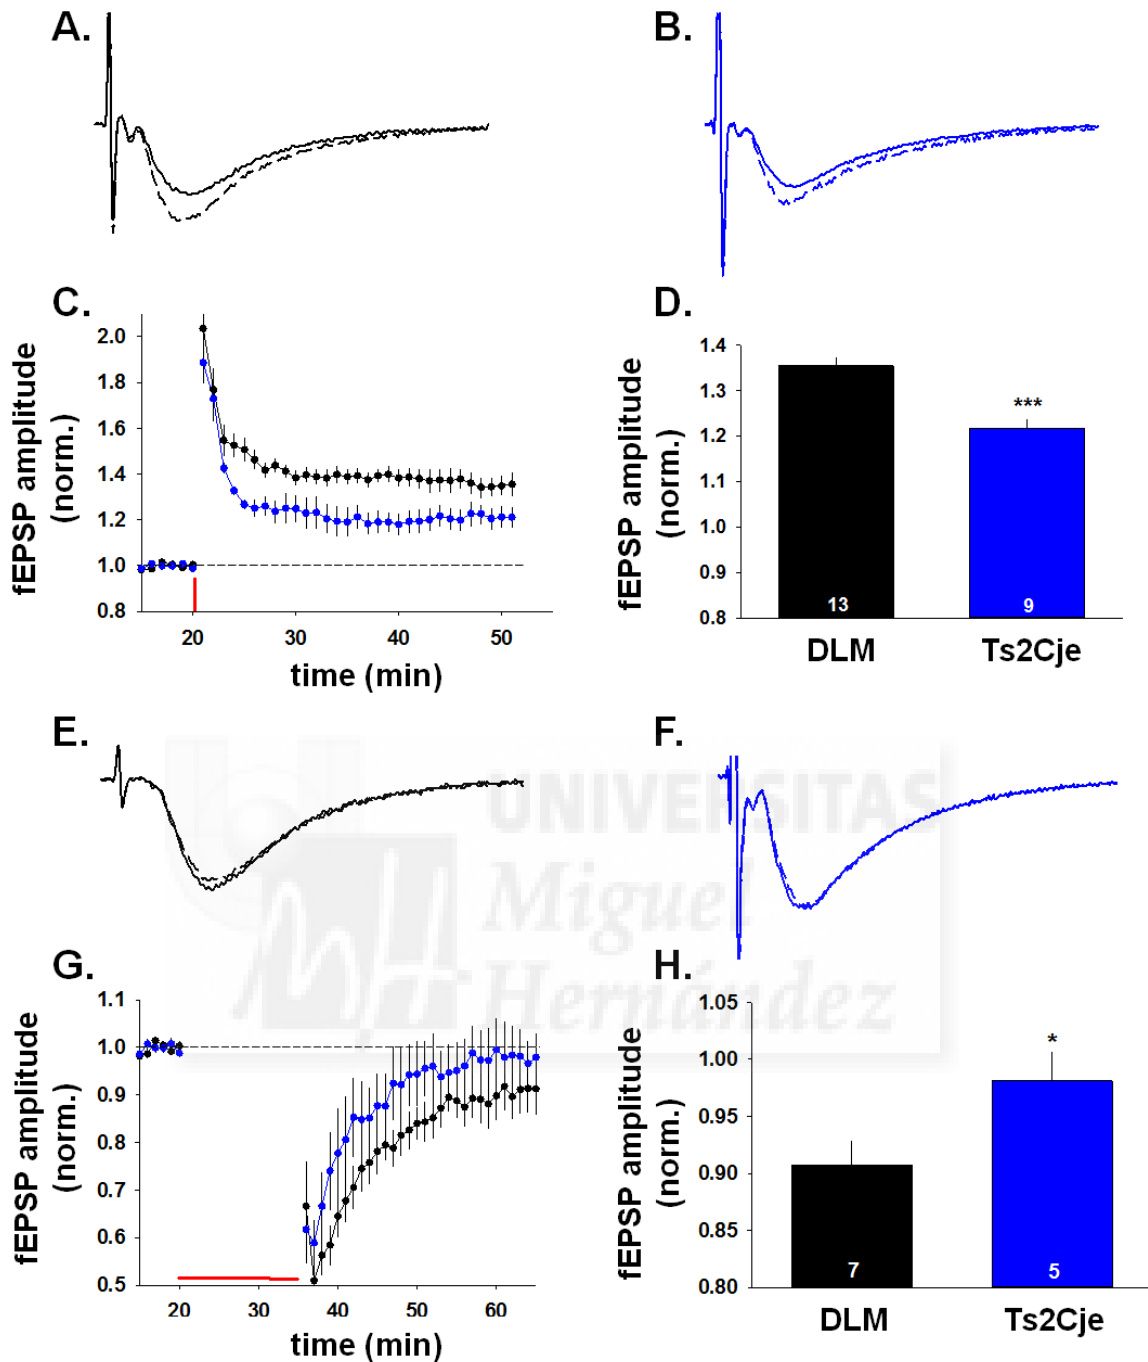 A.
B.
C.
D.
fEPSP amplitude
(norm.)
2.0
1.8
1.6
1.4
1.2
1.0
0.8
20
30
40
50
time (min)
fEPSP amplitude
(norm.)
1.4
1.3
1.2
1.1
1.0
0.9
0.8
***
13
9
DLM
Ts2Cje
E.
F.
UNIVERSITAS
Miguel
Hernández
G.
H.
fEPSP amplitude
(norm.)
1.1
1.0
0.9
0.8
0.7
0.6
0.5
20
30
40
50
60
time (min)
fEPSP amplitude
(norm.)
1.05
1.00
0.95
0.90
0.85
0.80
*
7
5
DLM
Ts2Cje